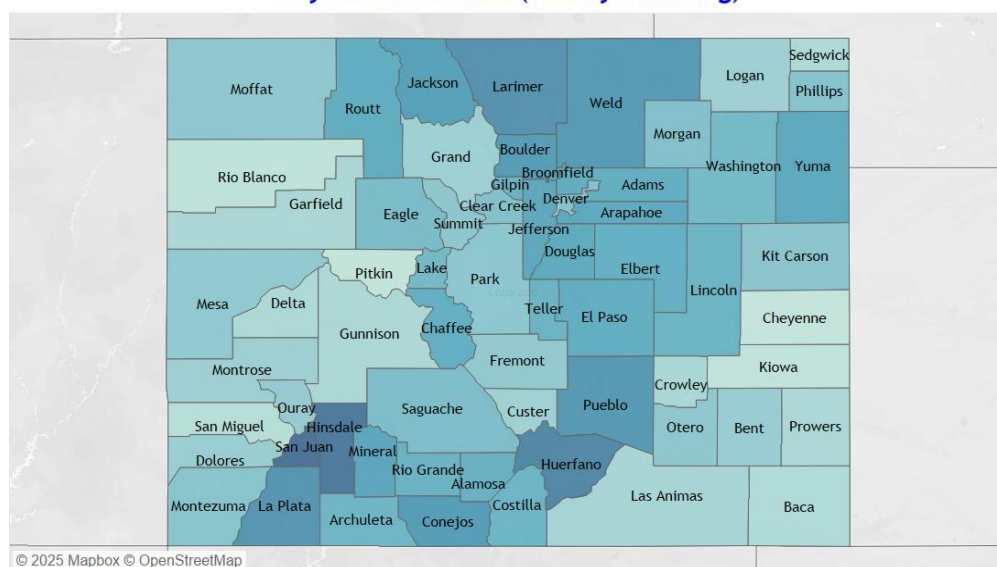 Sedgwick
Logan
Moffat
Jackson
Larimer
Phillips
Routt
Weld
Morgan
Boulder
Grand
Washington
Yuma
Broomfield
Rio Blanco
Gilpin
Adams
Garfield
Clear Creek
Denver
Eagle
Arapahoe
Summit
Jefferson
Douglas
Kit Carson
Pitkin
Lake
Elbert
Park
Lincoln
Colorado
Mesa
Delta
Teller
El Paso
Cheyenne
Chaffee
Gunnison
Fremont
Kiowa
Montrose
Crowley
Ouray
Saguache
Custer
Pueblo
San Miguel
Hinsdale
Otero
Bent
Prowers
San Juan
Mineral
Dolores
Rio Grande
Huerfano
Alamosa
Las Animas
Montezuma
La Plata
Costilla
Baca
Archuleta
Conejos
© 2025 Mapbox © OpenStreetMap